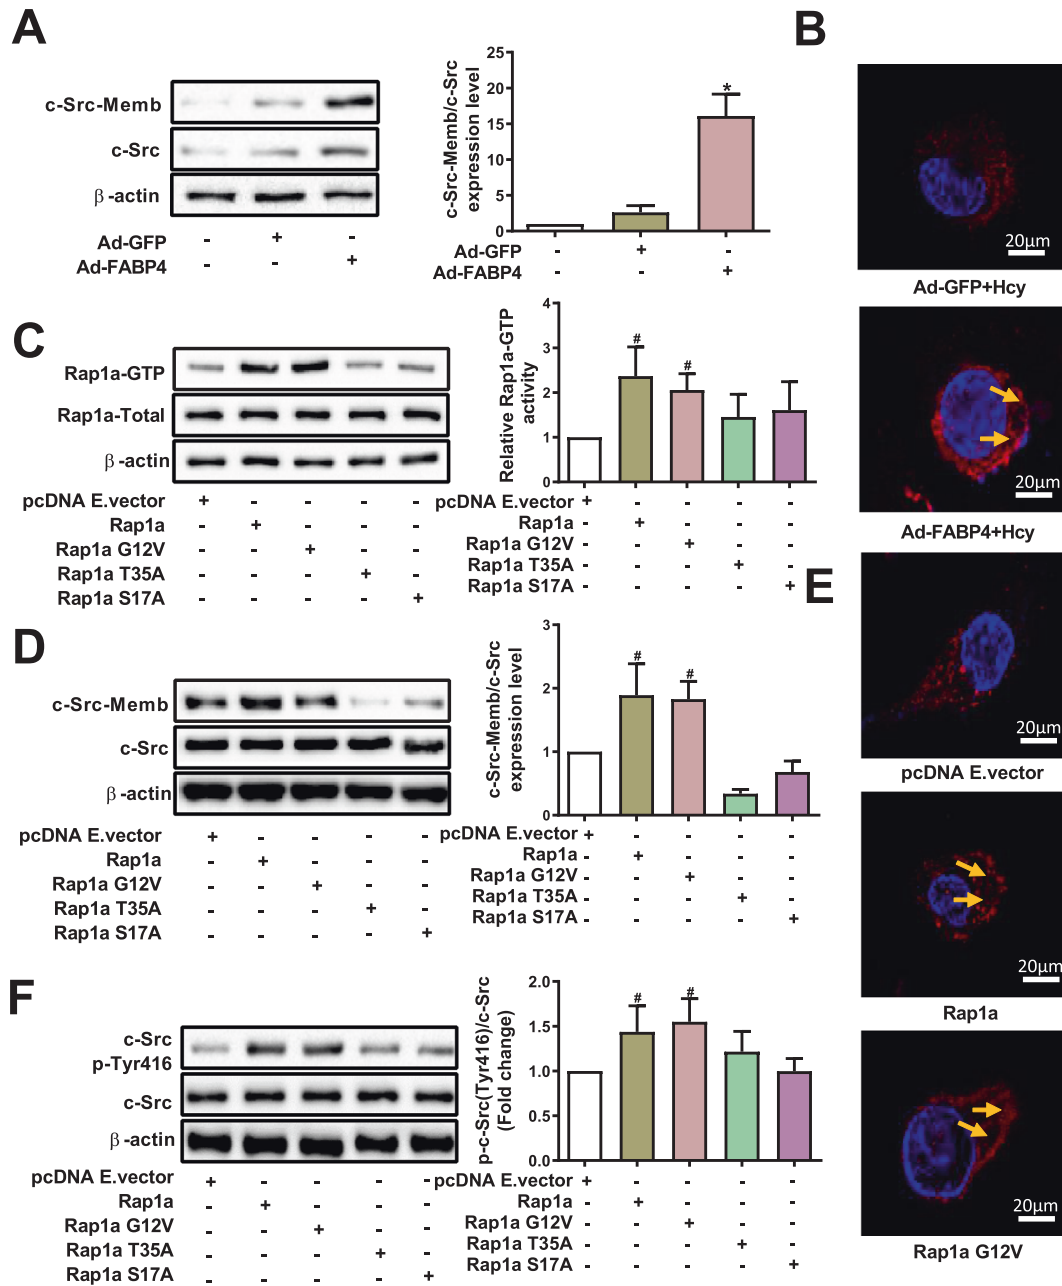 A
c-Src-Memb
c-Src
β-actin
Ad-GFP - + -
Ad-FABP4 - - +
c-Src-Memb/c-Src
expression level
25
20
15
10
5
0
*
Ad-GFP - + -
Ad-FABP4 - - +
B
20μm
Ad-GFP+Hcy
20μm
Ad-FABP4+Hcy
C
Rap1a-GTP
Rap1a-Total
β-actin
pcDNA E.vector + - - - -
Rap1a - + - - -
Rap1a G12V - - + - -
Rap1a T35A - - - + -
Rap1a S17A - - - - +
Relative Rap1a-GTP
activity
4
3
2
1
0
# #
pcDNA E.vector + - - - -
Rap1a - + - - -
Rap1a G12V - - + - -
Rap1a T35A - - - + -
Rap1a S17A - - - - +
D
c-Src-Memb
c-Src
β-actin
pcDNA E.vector + - - - -
Rap1a - + - - -
Rap1a G12V - - + - -
Rap1a T35A - - - + -
Rap1a S17A - - - - +
c-Src-Memb/c-Src
expression level
3
2
1
0
# #
pcDNA E.vector + - - - -
Rap1a - + - - -
Rap1a G12V - - + - -
Rap1a T35A - - - + -
Rap1a S17A - - - - +
E
20μm
pcDNA E.vector
20μm
Rap1a
20μm
Rap1a G12V
F
c-Src
p-Tyr416
c-Src
β-actin
pcDNA E.vector + - - - -
Rap1a - + - - -
Rap1a G12V - - + - -
Rap1a T35A - - - + -
Rap1a S17A - - - - +
p-c-Src(Tyr416)/c-Src
(Fold change)
2.0
1.5
1.0
0.5
0.0
# #
pcDNA E.vector + - - - -
Rap1a - + - - -
Rap1a G12V - - + - -
Rap1a T35A - - - + -
Rap1a S17A - - - - +